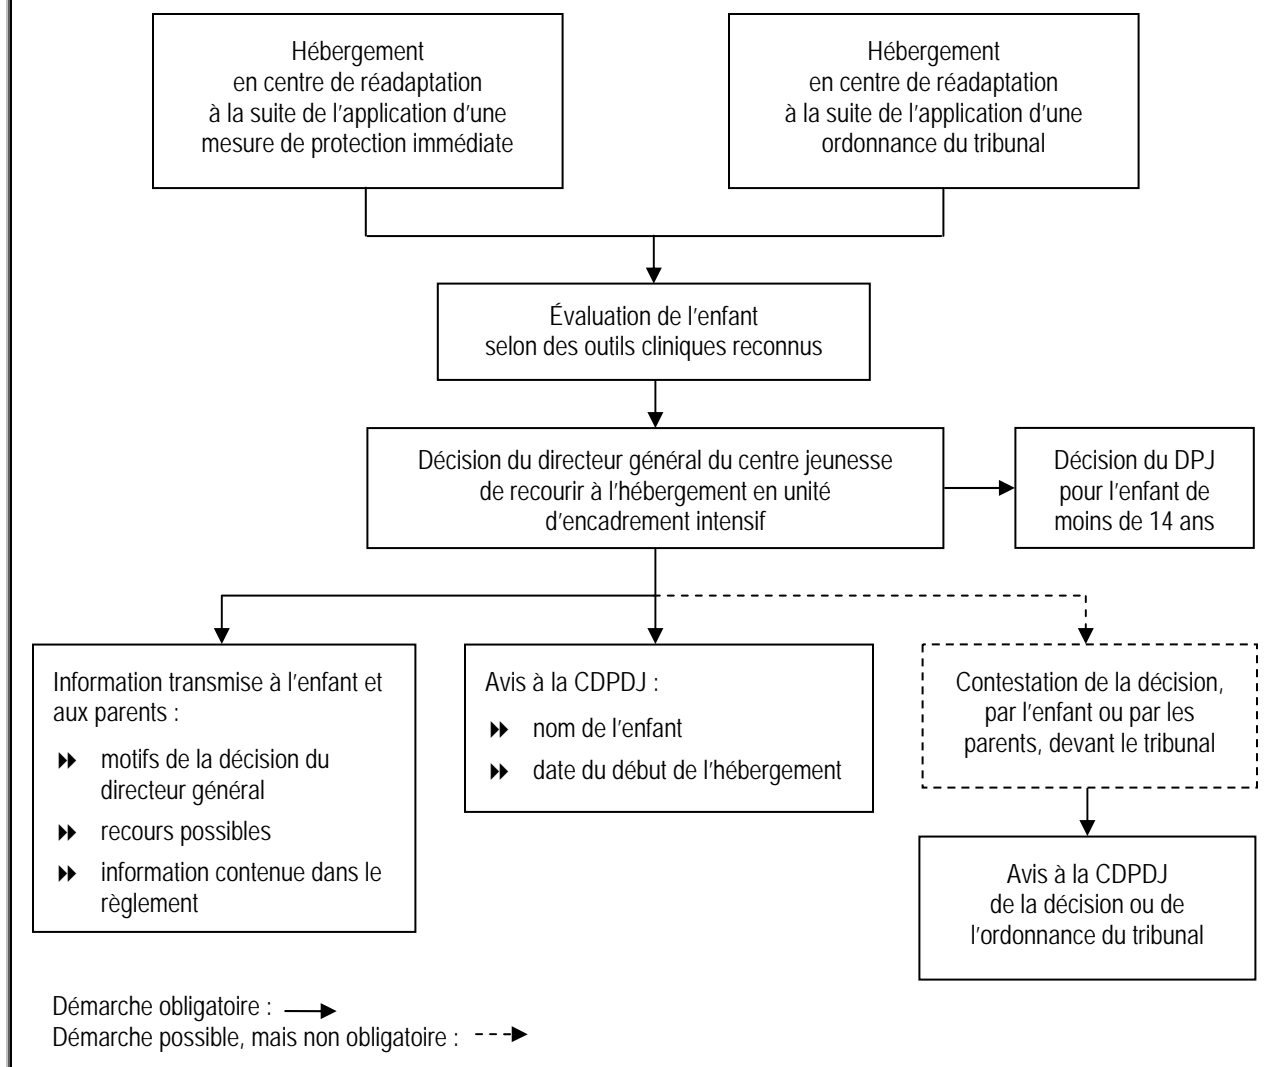 Hébergement
en centre de réadaptation
à la suite de l'application d'une
mesure de protection immédiate
Hébergement
en centre de réadaptation
à la suite de l'application d'une
ordonnance du tribunal
Évaluation de l'enfant
selon des outils cliniques reconnus
Décision du directeur général du centre jeunesse
de recourir à l'hébergement en unité
d'encadrement intensif
Décision du DPJ
pour l'enfant de
moins de 14 ans
Information transmise à l'enfant et
aux parents :
motifs de la décision du
directeur général
recours possibles
information contenue dans le
règlement
Avis à la CDPDJ :
nom de l'enfant
date du début de l'hébergement
Contestation de la décision,
par l'enfant ou par les
parents, devant le tribunal
Avis à la CDPDJ
de la décision ou de
l'ordonnance du tribunal
Démarche obligatoire :
Démarche possible, mais non obligatoire :